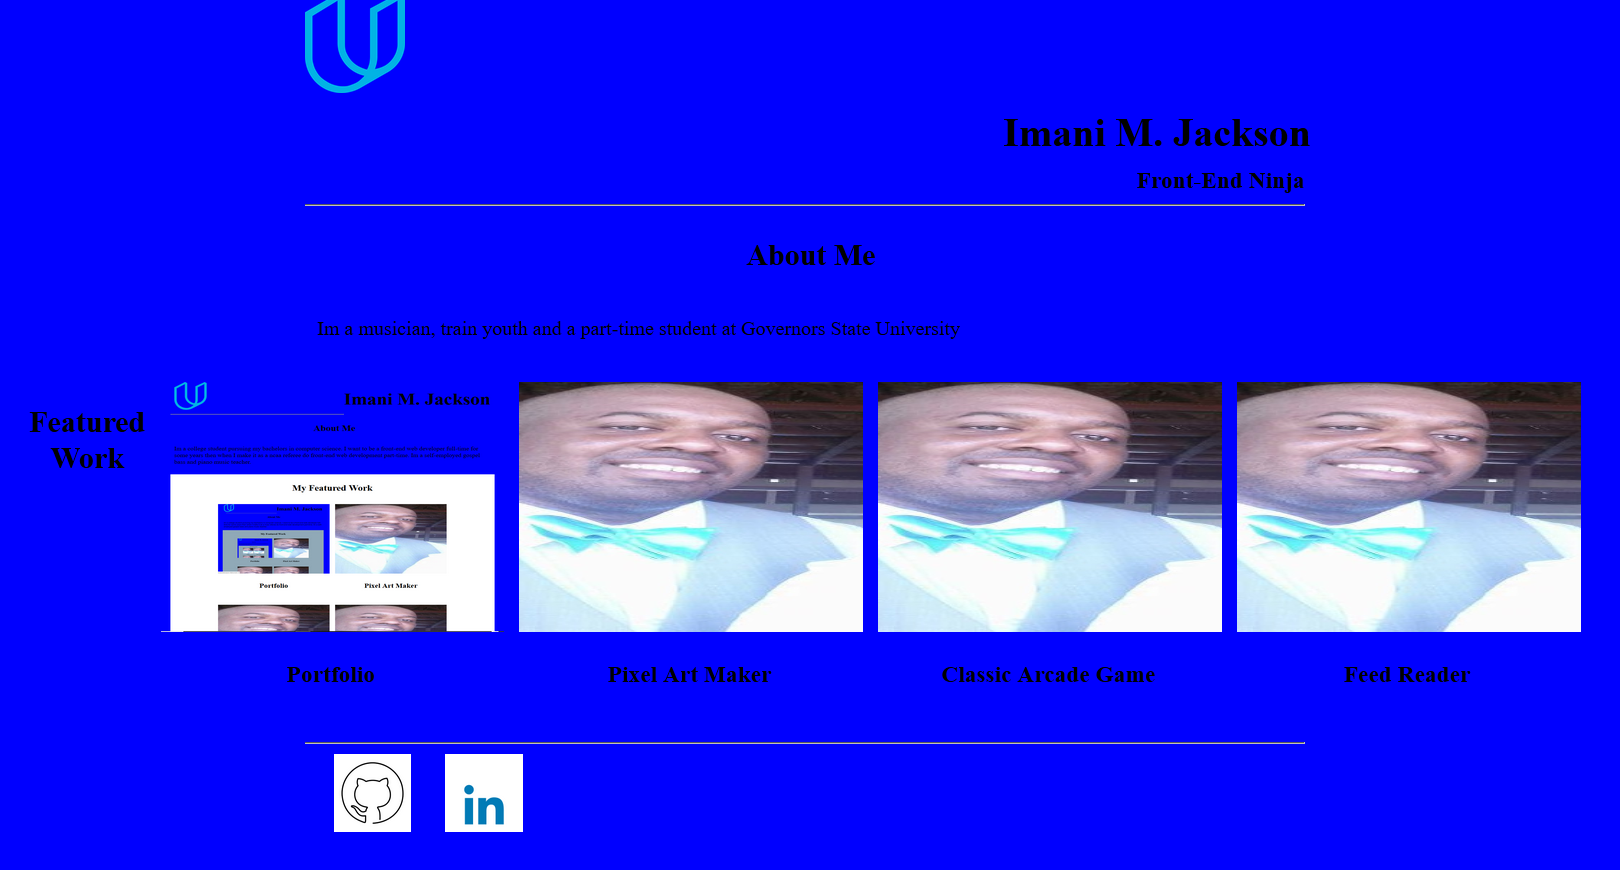 Imani M. Jackson
Front-End Ninja
About Me
Im a musician, train youth and a part-time student at Governors State University
Featured
Work
Imani M. Jackson
About Me
My Featured Work
Portfolio
Pixel Art Maker
Portfolio
Pixel Art Maker
Classic Arcade Game
Feed Reader
in